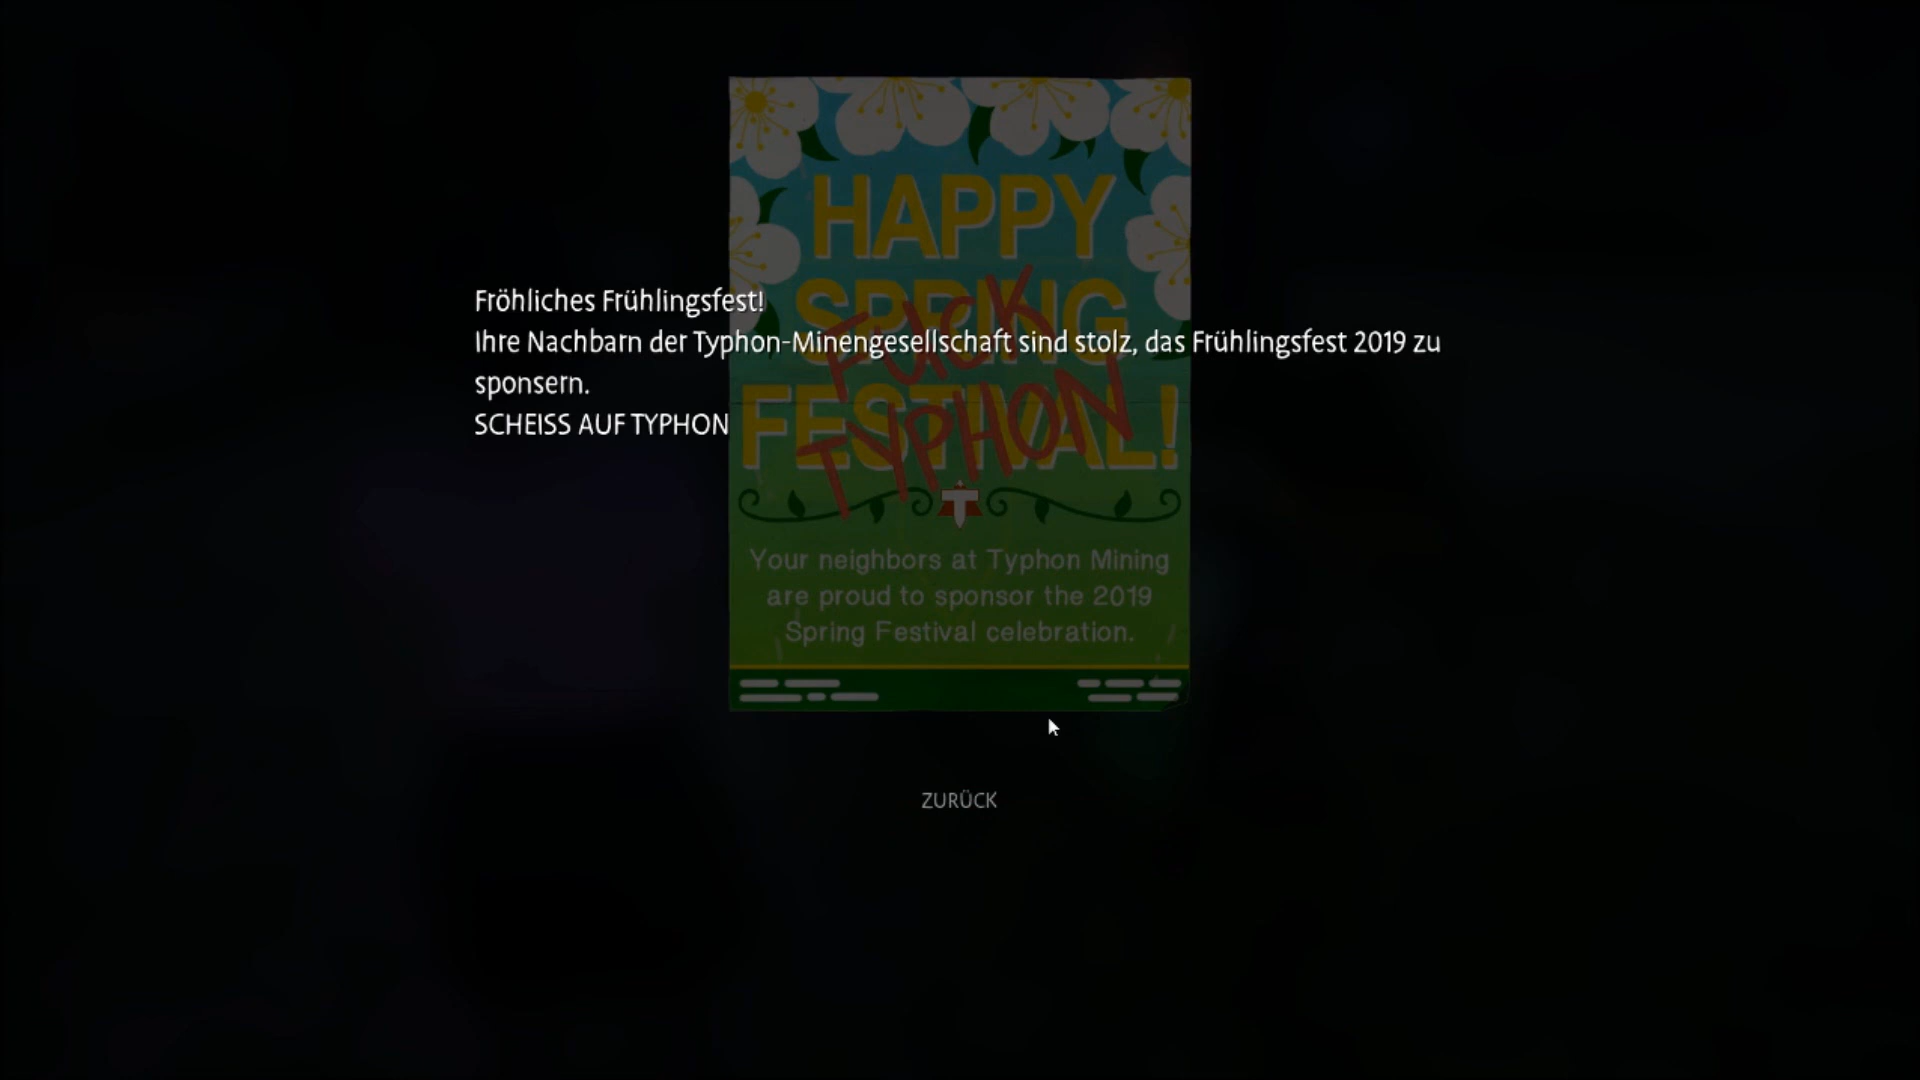 HAPPY
SPRING
FESTIVAL!
FUCK
TYPHON
Fröhliches Frühlingsfest!
Ihre Nachbarn der Typhon-Minengesellschaft sind stolz, das Frühlingsfest 2019 zu
sponsern.
SCHEISS AUF TYPHON
T
Your neighbors at Typhon Mining
are proud to sponsor the 2019
Spring Festival celebration.
ZURÜCK